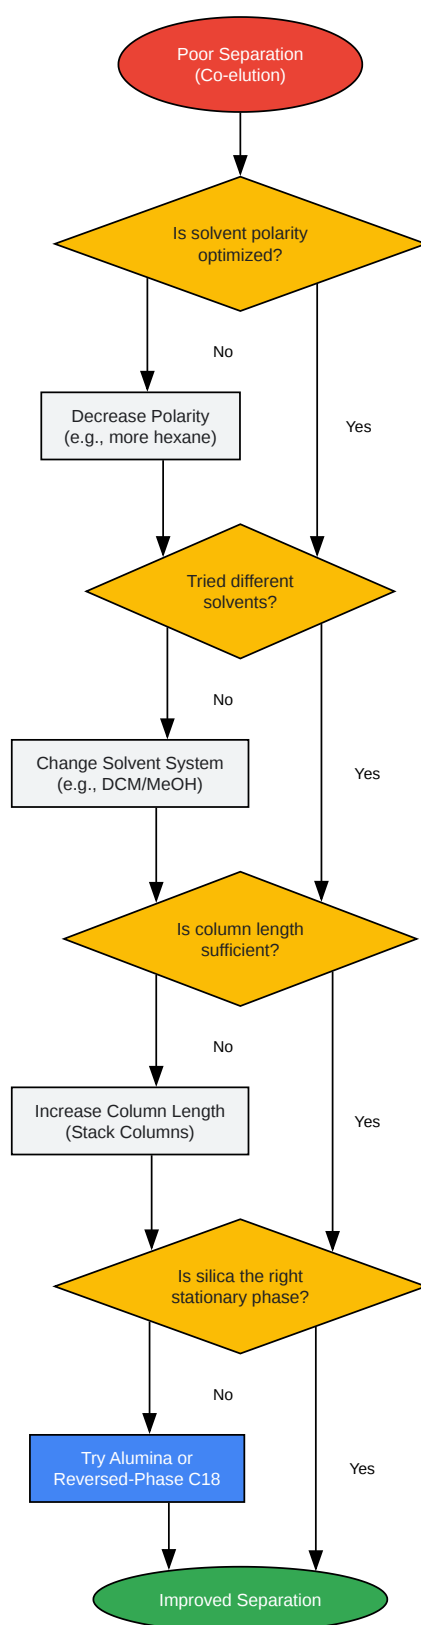 Poor Separation
(Co-elution)
Is solvent polarity
optimized?
No
Decrease Polarity
(e.g., more hexane)
Yes
Tried different
solvents?
No
Change Solvent System
(e.g., DCM/MeOH)
Yes
Is column length
sufficient?
No
Increase Column Length
(Stack Columns)
Yes
Is silica the right
stationary phase?
No
Try Alumina or
Reversed-Phase C18
Yes
Improved Separation